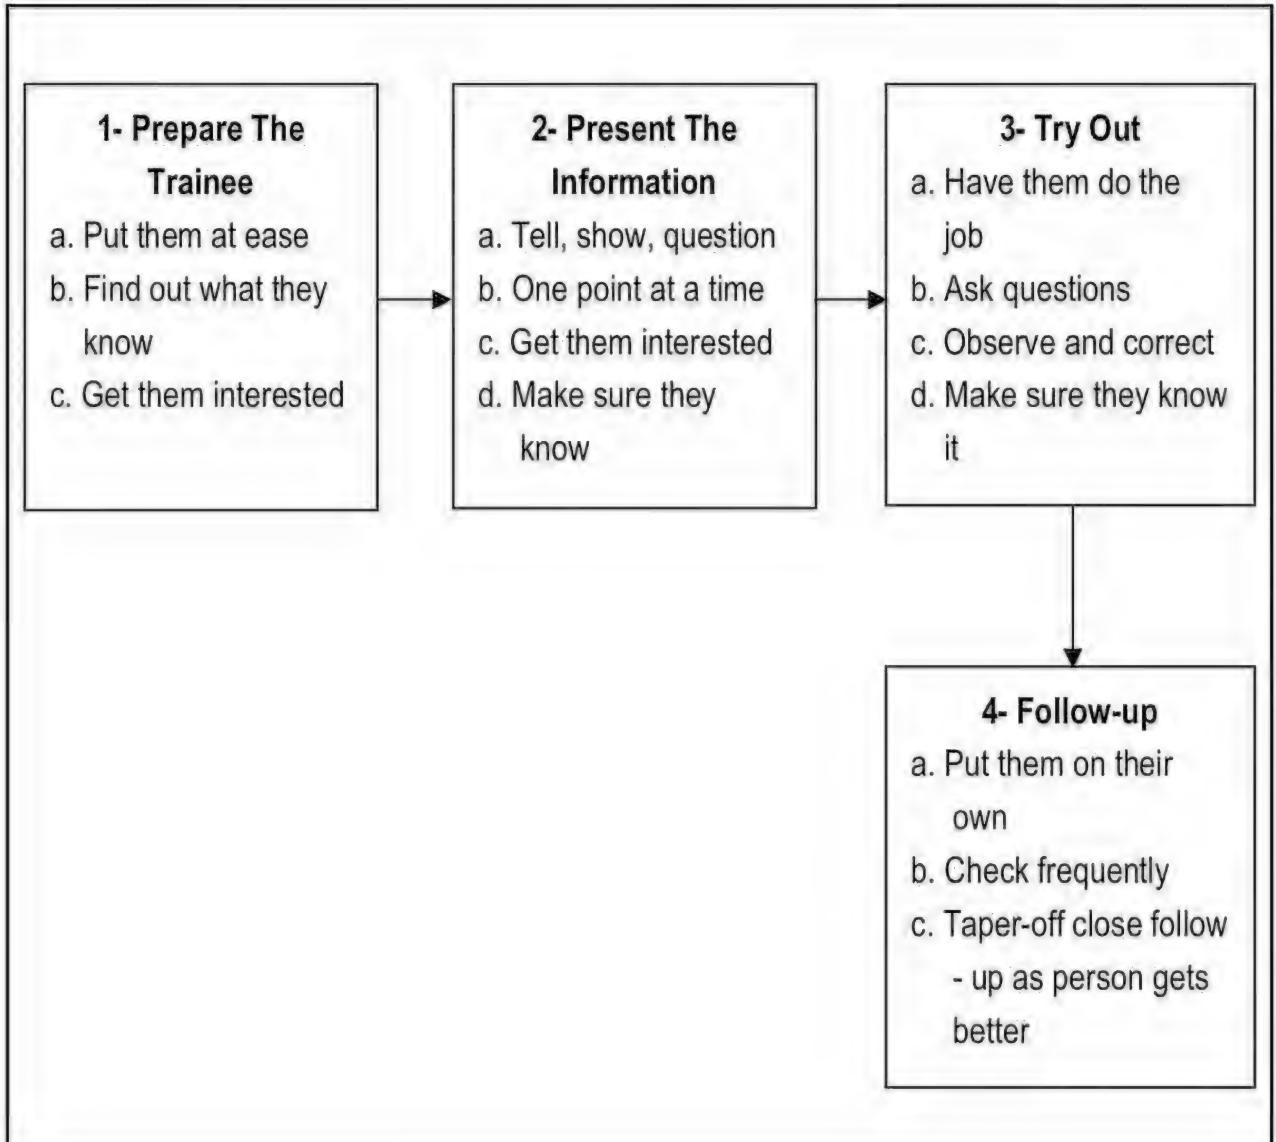 1- Prepare The
Trainee
a. Put them at ease
b. Find out what they
know
c. Get them interested
2- Present The
Information
a. Tell, show, question
b. One point at a time
c. Get them interested
d. Make sure they
know
3- Try Out
a. Have them do the
job
b. Ask questions
c. Observe and correct
d. Make sure they know
it
4- Follow-up
a. Put them on their
own
b. Check frequently
c. Taper-off close follow
- up as person gets
better